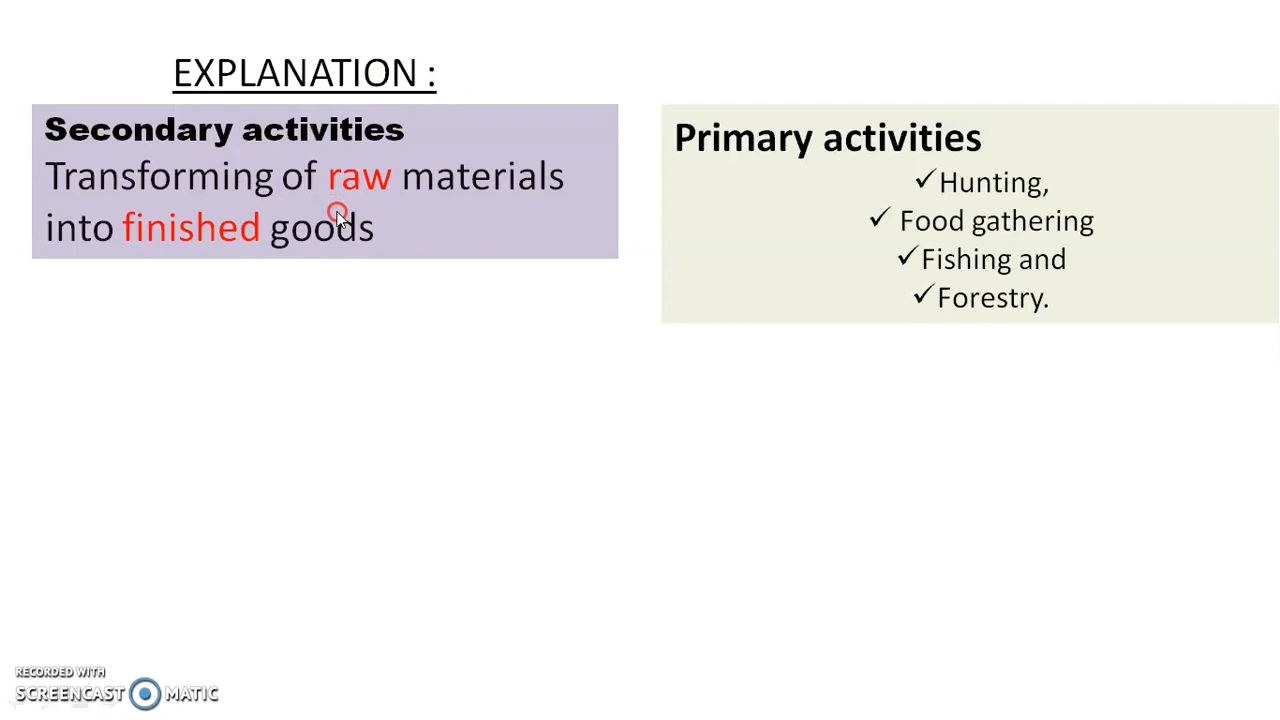 EXPLANATION :
Secondary activities
Transforming of raw materials
into finished goods
Primary activities
✓Hunting,
✓ Food gathering
✓Fishing and
✓Forestry.
RECORDED WITH
SCREENCAST MATIC